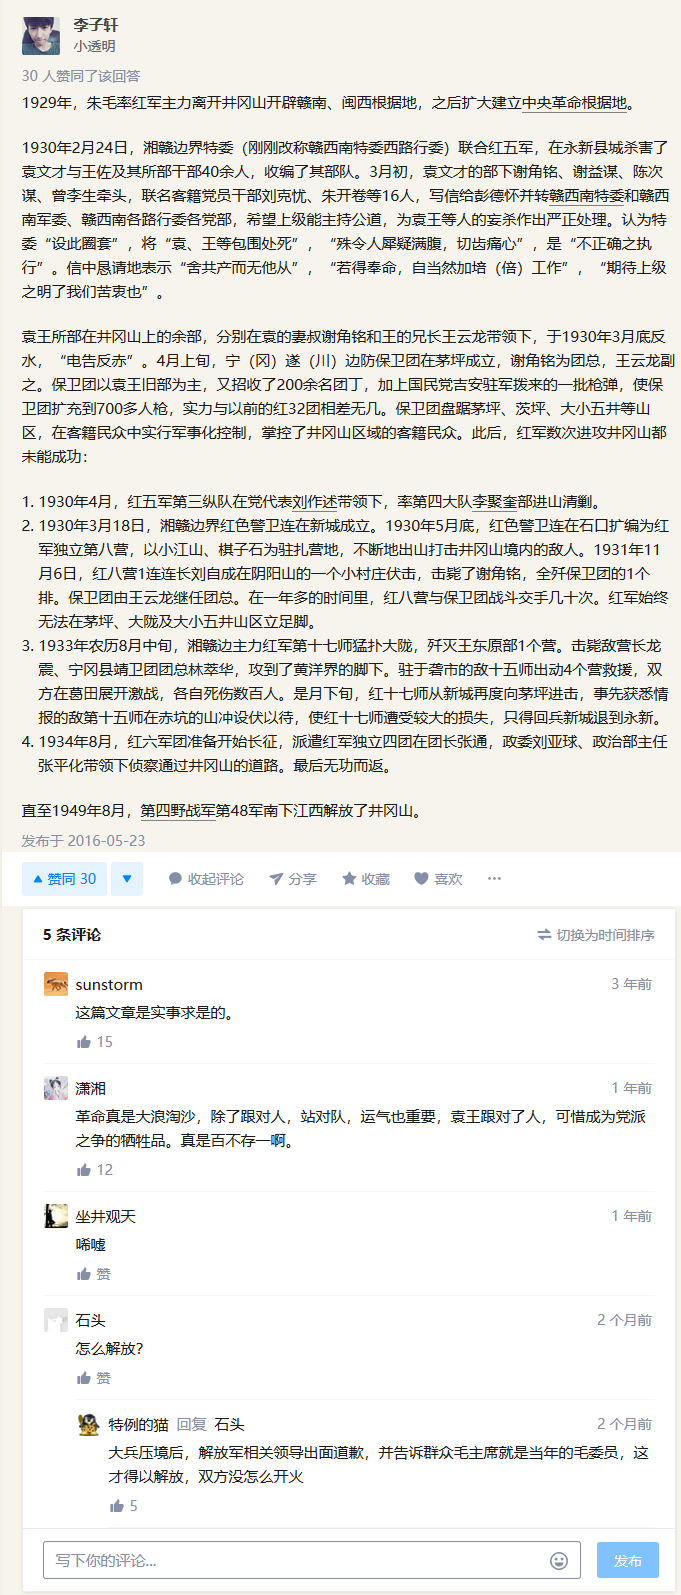 李子轩
小透明
30 人赞同了该回答
1929年，朱毛率红军主力离开井冈山开辟赣南、闽西根据地，之后扩大建立中央革命根据地。
1930年2月24日，湘赣边界特委（刚刚改称赣西南特委西路行委）联合红五军，在永新县城杀害了
袁文才与王佐及其所部干部40余人，收编了其部队。3月初，袁文才的部下谢角铭、谢益谋、陈次
谋、曾李生牵头，联名客籍党员干部刘克忧、朱开卷等16人，写信给彭德怀并转赣西南特委和赣西
南军委、赣西南各路行委各党部，希望上级能主持公道，为袁王等人的妄杀作出严正处理。认为特
委“设此圈套”，将“袁、王等包围处死”，“殊令人犀疑满腹，切齿痛心”，是“不正确之执
行”。信中恳请地表示“舍共产而无他从”，“若得奉命，自当然加培（倍）工作”，“期待上级
之明了我们苦衷也”。
袁王所部在井冈山上的余部，分别在袁的妻叔谢角铭和王的兄长王云龙带领下，于1930年3月底反
水，“电告反赤”。4月上旬，宁（冈）遂（川）边防保卫团在茅坪成立，谢角铭为团总，王云龙副
之。保卫团以袁王旧部为主，又招收了200余名团丁，加上国民党吉安驻军拨来的一批枪弹，使保
卫团扩充到700多人枪，实力与以前的红32团相差无几。保卫团盘踞茅坪、茨坪、大小五井等山
区，在客籍民众中实行军事化控制，掌控了井冈山区域的客籍民众。此后，红军数次进攻井冈山都
未能成功：
1. 1930年4月，红五军第三纵队在党代表刘作述带领下，率第四大队李聚奎部进山清剿。
2. 1930年3月18日，湘赣边界红色警卫连在新城成立。1930年5月底，红色警卫连在石口扩编为红
军独立第八营，以小江山、棋子石为驻扎营地，不断地出山打击井冈山境内的敌人。1931年11
月6日，红八营1连连长刘自成在阴阳山的一个小村庄伏击，击毙了谢角铭，全歼保卫团的1个
排。保卫团由王云龙继任团总。在一年多的时间里，红八营与保卫团战斗交手几十次。红军始终
无法在茅坪、大陇及大小五井山区立足脚。
3. 1933年农历8月中旬，湘赣边主力红军第十七师猛扑大陇，歼灭王东原部1个营。击毙敌营长龙
震、宁冈县靖卫团团总林萃华，攻到了黄洋界的脚下。驻于砻市的敌十五师出动4个营救援，双
方在葛田展开激战，各自死伤数百人。是月下旬，红十七师从新城再度向茅坪进击，事先获悉情
报的敌第十五师在赤坑的山冲设伏以待，使红十七师遭受较大的损失，只得回兵新城退到永新。
4. 1934年8月，红六军团准备开始长征，派遣红军独立四团在团长张通，政委刘亚球、政治部主任
张平化带领下侦察通过井冈山的道路。最后无功而返。
直至1949年8月，第四野战军第48军南下江西解放了井冈山。
发布于 2016-05-23
赞同 30 收起评论 分享 收藏 喜欢 ···
5 条评论 切换为时间排序
sunstorm 3 年前
这篇文章是实事求是的。
15
潇湘 1 年前
革命真是大浪淘沙，除了跟对人，站对队，运气也重要，袁王跟对了人，可惜成为党派
之争的牺牲品。真是百不存一啊。
12
坐井观天 1 年前
唏嘘
赞
石头 2 个月前
怎么解放？
赞
特例的猫 回复 石头 2 个月前
大兵压境后，解放军相关领导出面道歉，并告诉群众毛主席就是当年的毛委员，这
才得以解放，双方没怎么开火
5
写下你的评论... 发布